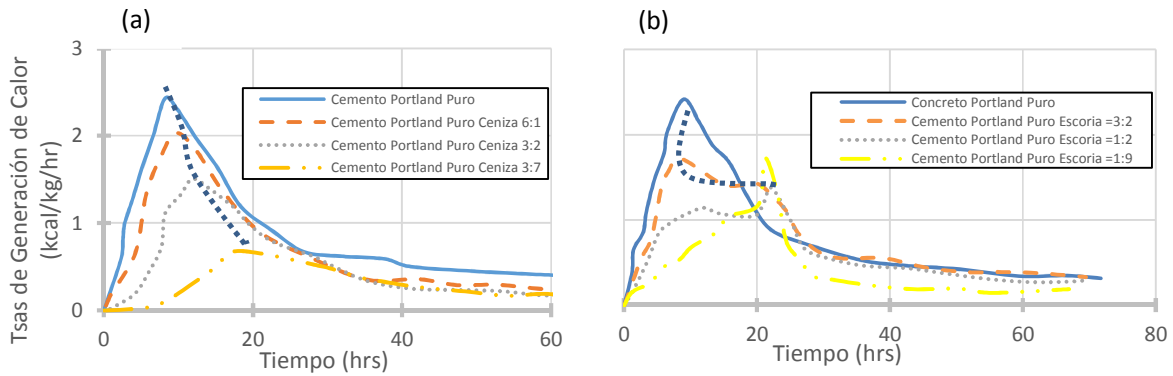 (a)
Tsas de Generación de Calor
(kcal/kg/hr)
3
2
1
0
0 20 40 60
Tiempo (hrs)
Cemento Portland Puro
Cemento Portland Puro Ceniza 6:1
Cemento Portland Puro Ceniza 3:2
Cemento Portland Puro Ceniza 3:7
(b)
Concreto Portland Puro
Cemento Portland Puro Escoria =3:2
Cemento Portland Puro Escoria =1:2
Cemento Portland Puro Escoria =1:9
0 20 40 60 80
Tiempo (hrs)